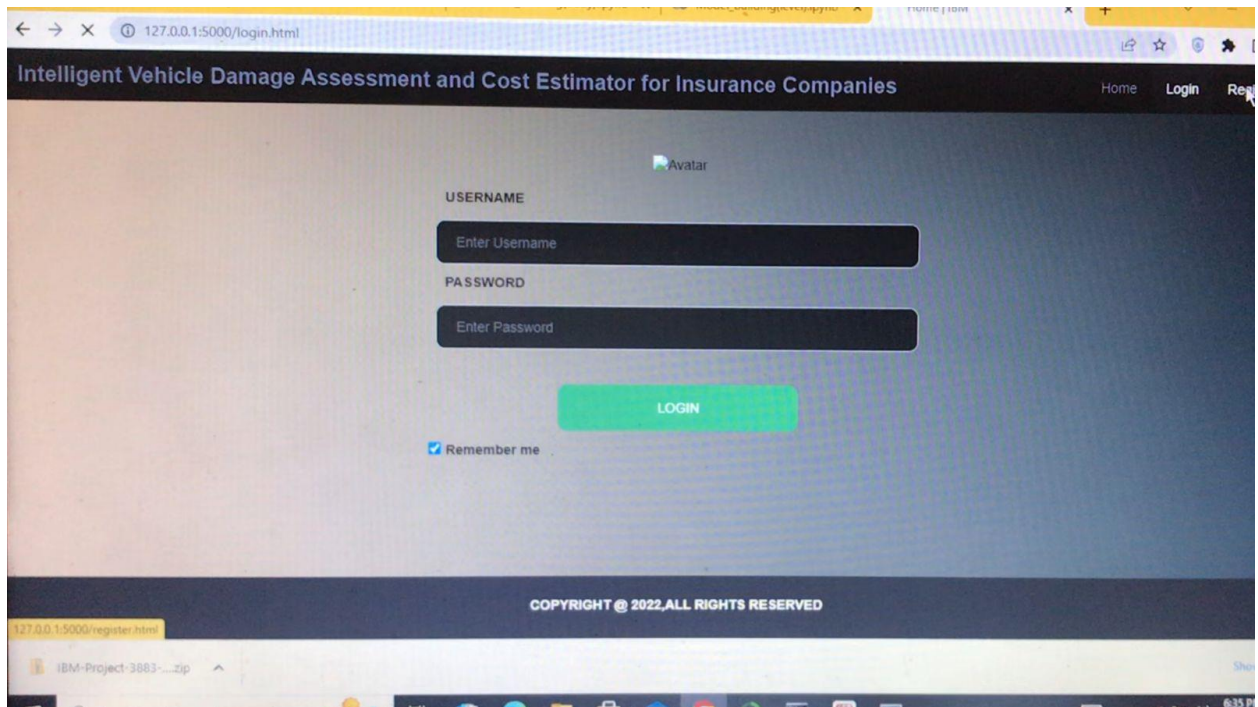 Home | IBM
127.0.0.1:5000/login.html
Intelligent Vehicle Damage Assessment and Cost Estimator for Insurance Companies
Home Login
Avatar
USERNAME
Enter Username
PASSWORD
Enter Password
LOGIN
Remember me
COPYRIGHT @ 2022,ALL RIGHTS RESERVED
127.0.0.1:5000/register.html
IBM-Project-3883-....zip